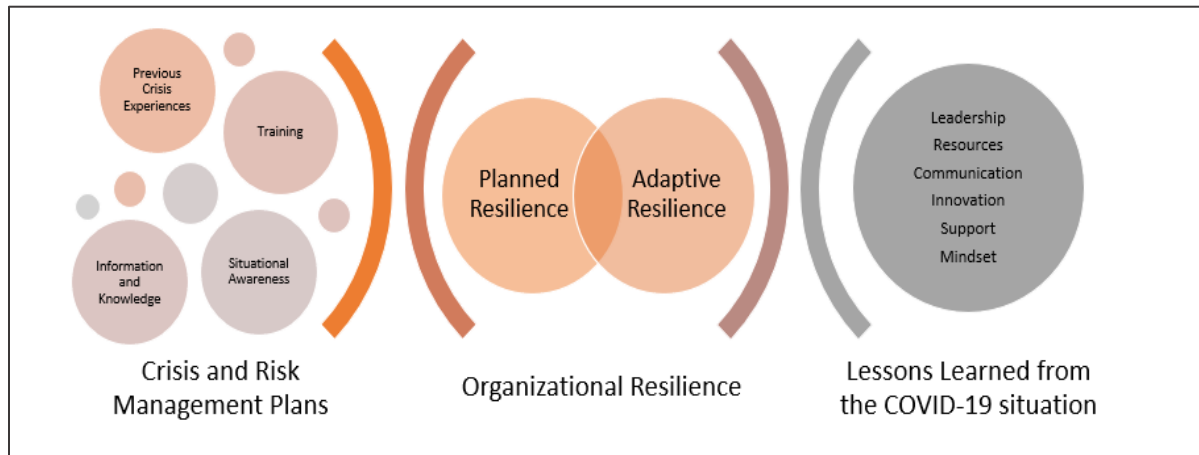 Previous
Crisis
Experiences
Training
Information
and
Knowledge
Situational
Awareness
Crisis and Risk
Management Plans
Planned
Resilience
Adaptive
Resilience
Organizational Resilience
Leadership
Resources
Communication
Innovation
Support
Mindset
Lessons Learned from
the COVID-19 situation